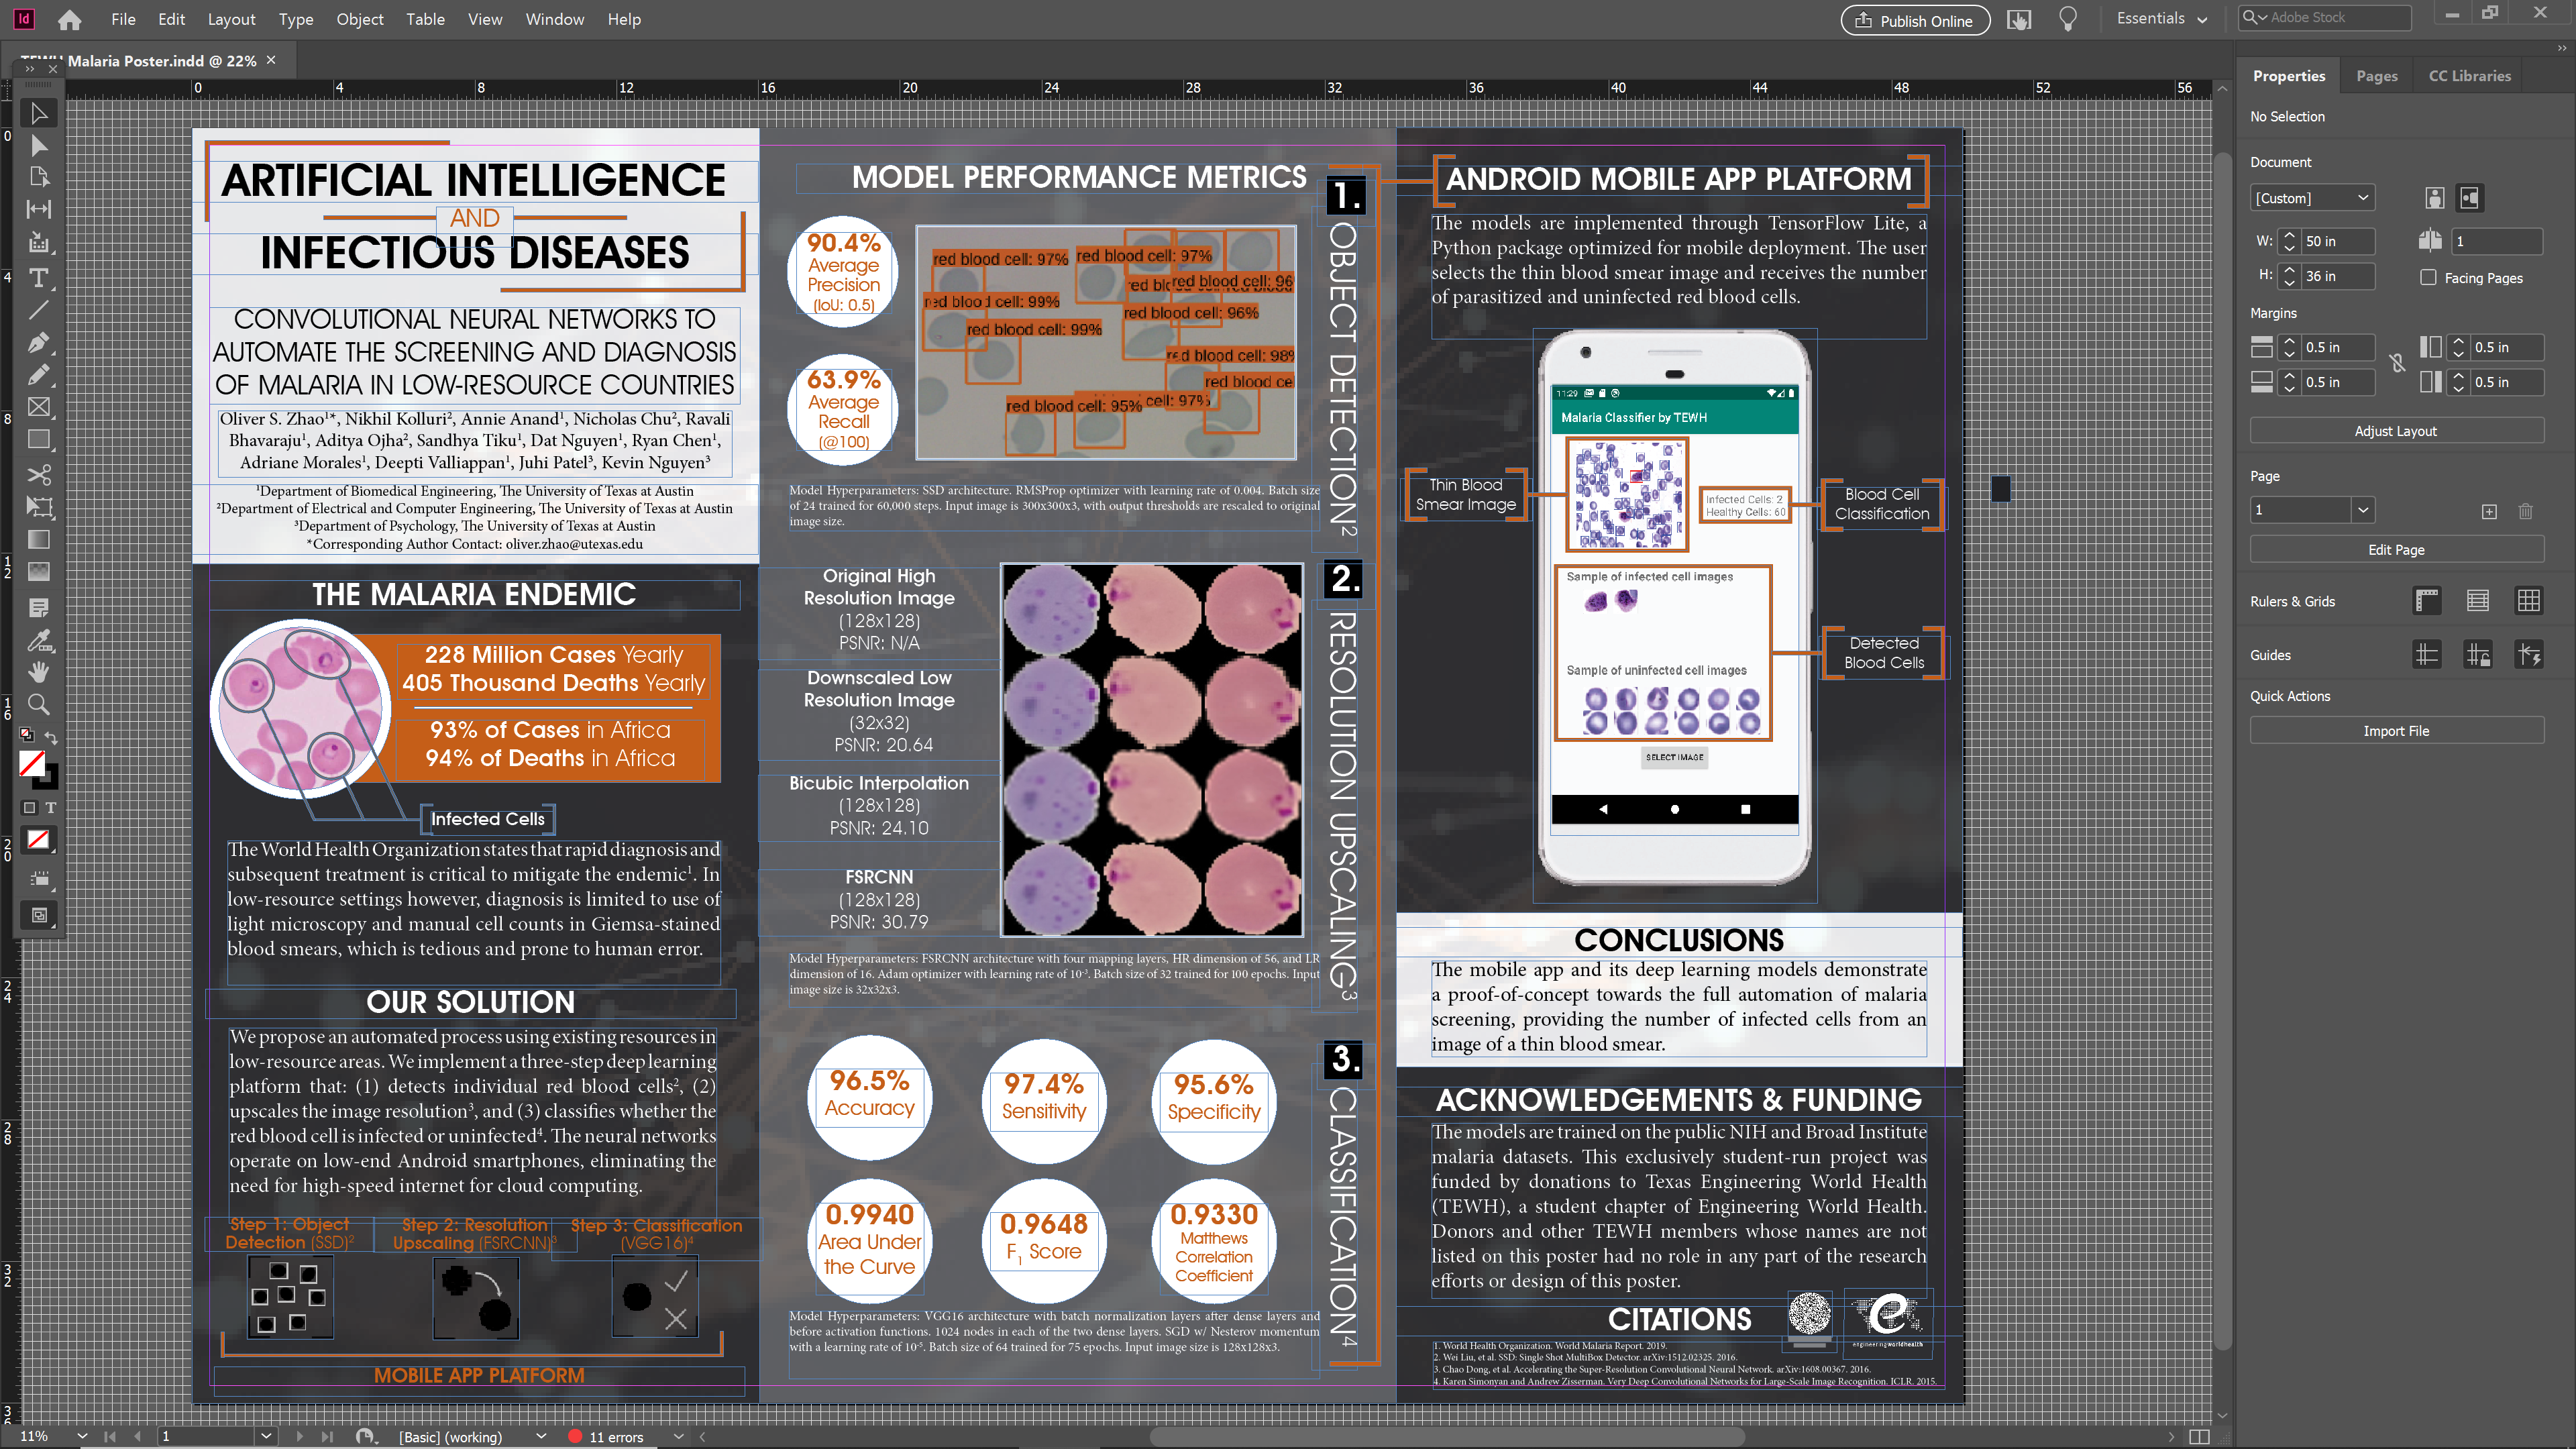 Id
File Edit Layout Type Object Table View Window Help
Publish Online
Essentials
Adobe Stock
Malaria Poster.indd @ 22%
0 4 8 12 16 20 24 28 32 36 40 44 48 52 56
ARTIFICIAL INTELLIGENCE
AND
INFECTIOUS DISEASES
CONVOLUTIONAL NEURAL NETWORKS TO
AUTOMATE THE SCREENING AND DIAGNOSIS
OF MALARIA IN LOW-RESOURCE COUNTRIES
Oliver S. Zhao¹*, Nikhil Kolluri², Annie Anand¹, Nicholas Chu², Ravali
Bhavaraju¹, Aditya Ojha², Sandhya Tiku¹, Dat Nguyen¹, Ryan Chen¹,
Adriane Morales¹, Deepti Valliappan¹, Juhi Patel³, Kevin Nguyen³
¹Department of Biomedical Engineering, The University of Texas at Austin
²Department of Electrical and Computer Engineering, The University of Texas at Austin
³Department of Psychology, The University of Texas at Austin
*Corresponding Author Contact: oliver.zhao@utexas.edu
THE MALARIA ENDEMIC
228 Million Cases Yearly
405 Thousand Deaths Yearly
93% of Cases in Africa
94% of Deaths in Africa
Infected Cells
The World Health Organization states that rapid diagnosis and
subsequent treatment is critical to mitigate the endemic¹. In
low-resource settings however, diagnosis is limited to use of
light microscopy and manual cell counts in Giemsa-stained
blood smears, which is tedious and prone to human error.
OUR SOLUTION
We propose an automated process using existing resources in
low-resource areas. We implement a three-step deep learning
platform that: (1) detects individual red blood cells², (2)
upscales the image resolution³, and (3) classifies whether the
red blood cell is infected or uninfected⁴. The neural networks
operate on low-end Android smartphones, eliminating the
need for high-speed internet for cloud computing.
Step 1: Object
Detection (SSD)²
Step 2: Resolution
Upscaling (FSRCNN)³
Step 3: Classification
(VGG16)⁴
MOBILE APP PLATFORM
MODEL PERFORMANCE METRICS
1. OBJECT DETECTION²
90.4%
Average
Precision
(IoU: 0.5)
63.9%
Average
Recall
(@100)
red blood cell: 97%
red blood cell: 97%
red blood cell: 96
red blood cell: 99%
red blood cell: 96%
red blood cell: 99%
red blood cell: 98%
red blood ce
red blood cell: 95%
cell: 97%
Model Hyperparameters: SSD architecture. RMSProp optimizer with learning rate of 0.004. Batch size
of 24 trained for 60,000 steps. Input image is 300x300x3, with output thresholds are rescaled to original
image size.
2. RESOLUTION UPSCALING³
Original High
Resolution Image
(128x128)
PSNR: N/A
Downscaled Low
Resolution Image
(32x32)
PSNR: 20.64
Bicubic Interpolation
(128x128)
PSNR: 24.10
FSRCNN
(128x128)
PSNR: 30.79
Model Hyperparameters: FSRCNN architecture with four mapping layers, HR dimension of 56, and LR
dimension of 16. Adam optimizer with learning rate of 10⁻³. Batch size of 32 trained for 100 epochs. Input
image size is 32x32x3.
3. CLASSIFICATION⁴
96.5%
Accuracy
97.4%
Sensitivity
95.6%
Specificity
0.9940
Area Under
the Curve
0.9648
F₁ Score
0.9330
Matthews
Correlation
Coefficient
Model Hyperparameters: VGG16 architecture with batch normalization layers after dense layers and
before activation functions. 1024 nodes in each of the two dense layers. SGD w/ Nesterov momentum
with a learning rate of 10⁻³. Batch size of 64 trained for 75 epochs. Input image size is 128x128x3.
ANDROID MOBILE APP PLATFORM
The models are implemented through TensorFlow Lite, a
Python package optimized for mobile deployment. The user
selects the thin blood smear image and receives the number
of parasitized and uninfected red blood cells.
11:29
Malaria Classifier by TEWH
Thin Blood
Smear Image
Infected Cells: 2
Healthy Cells: 60
Blood Cell
Classification
Sample of infected cell images
Detected
Blood Cells
Sample of uninfected cell images
SELECT IMAGE
CONCLUSIONS
The mobile app and its deep learning models demonstrate
a proof-of-concept towards the full automation of malaria
screening, providing the number of infected cells from an
image of a thin blood smear.
ACKNOWLEDGEMENTS & FUNDING
The models are trained on the public NIH and Broad Institute
malaria datasets. This exclusively student-run project was
funded by donations to Texas Engineering World Health
(TEWH), a student chapter of Engineering World Health.
Donors and other TEWH members whose names are not
listed on this poster had no role in any part of the research
efforts or design of this poster.
CITATIONS
engineeringworldhealth
1. World Health Organization. World Malaria Report. 2019.
2. Wei Liu, et al. SSD: Single Shot MultiBox Detector. arXiv:1512.02325. 2016.
3. Chao Dong, et al. Accelerating the Super-Resolution Convolutional Neural Network. arXiv:1608.00367. 2016.
4. Karen Simonyan and Andrew Zisserman. Very Deep Convolutional Networks for Large-Scale Image Recognition. ICLR. 2015.
Properties Pages CC Libraries
No Selection
Document
[Custom]
W: 50 in
1
H: 36 in
Facing Pages
Margins
0.5 in 0.5 in
0.5 in 0.5 in
Adjust Layout
Page
1
Edit Page
Rulers & Grids
Guides
Quick Actions
Import File
11% 1 [Basic] (working) 11 errors